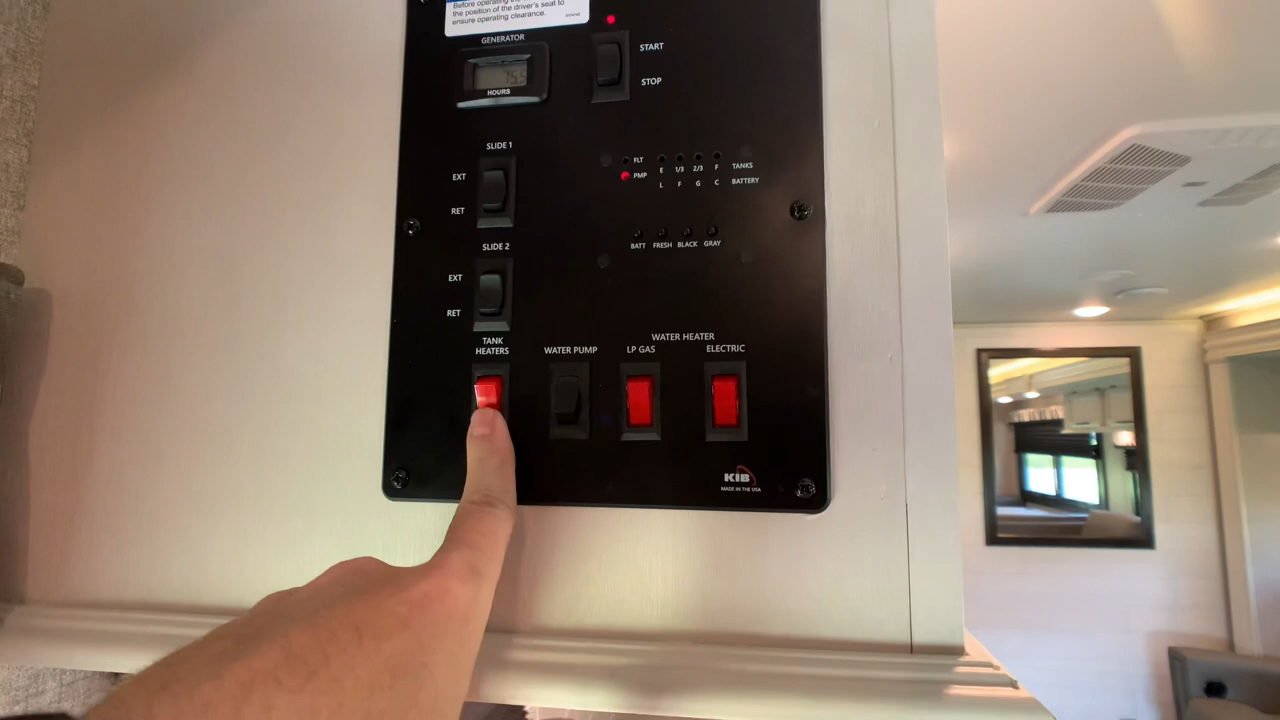 Before operating the
the position of the driver's seat to
ensure operating clearance.
GENERATOR
START
STOP
HOURS
SLIDE 1
EXT
RET
FLT
E 1/3 2/3 F TANKS
PMP
L F G C BATTERY
BATT FRESH BLACK GRAY
SLIDE 2
EXT
RET
TANK
HEATERS
WATER PUMP
WATER HEATER
LP GAS
ELECTRIC
KIB
MADE IN THE USA